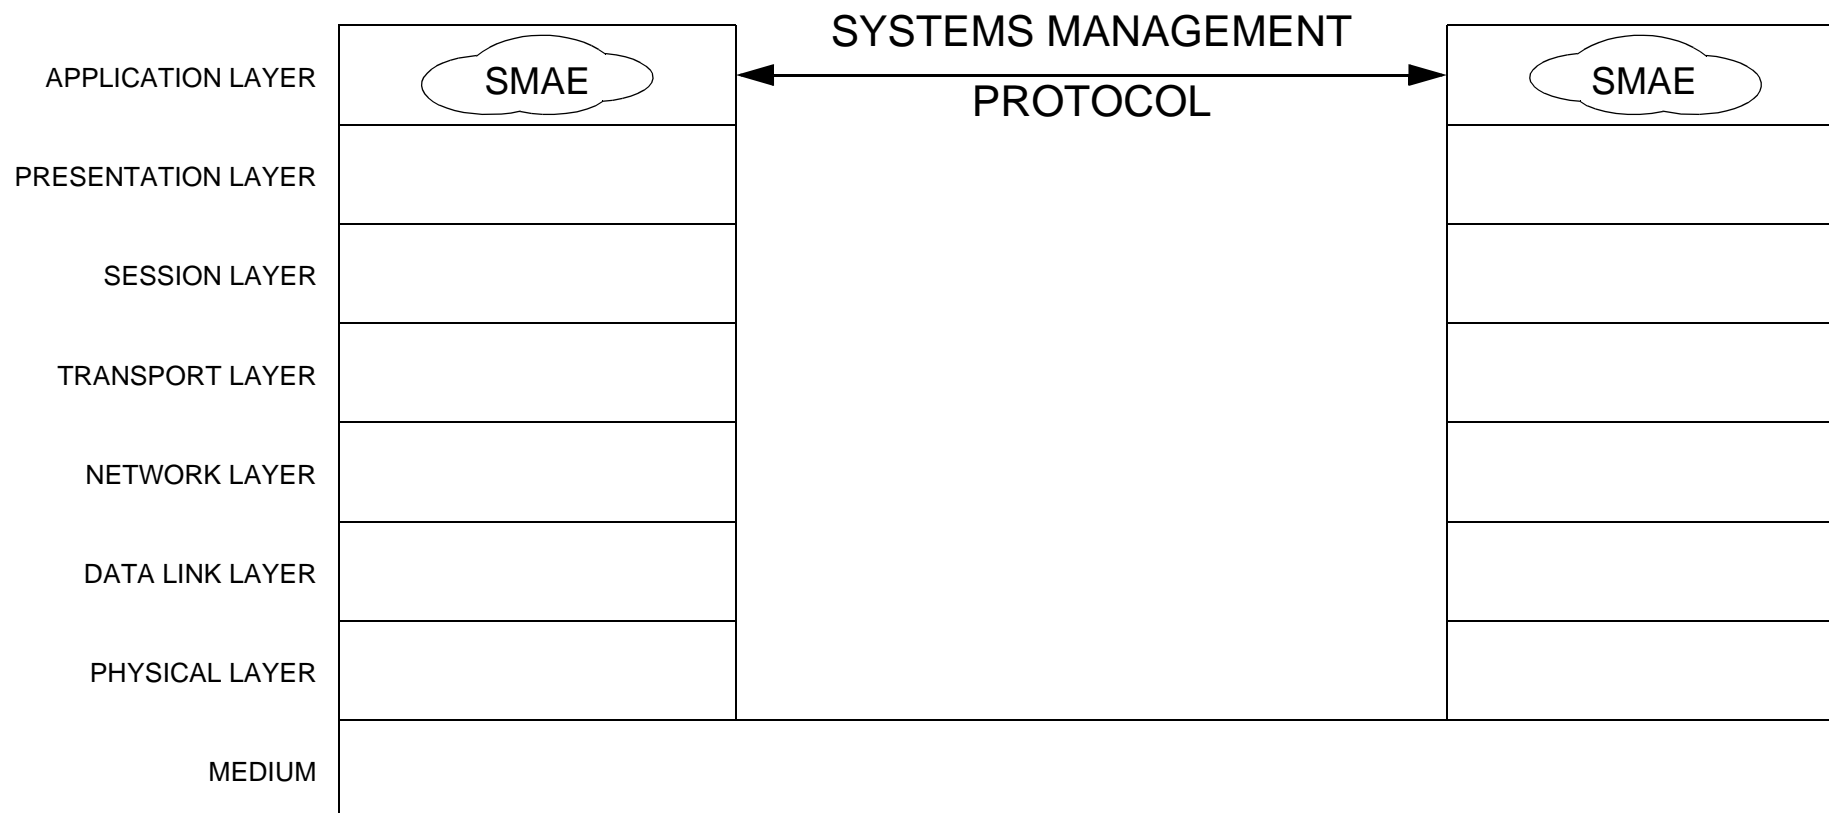 SYSTEMS MANAGEMENT
APPLICATION LAYER
SMAE
SMAE
PROTOCOL
PRESENTATION LAYER
SESSION LAYER
TRANSPORT LAYER
NETWORK LAYER
DATA LINK LAYER
PHYSICAL LAYER
MEDIUM